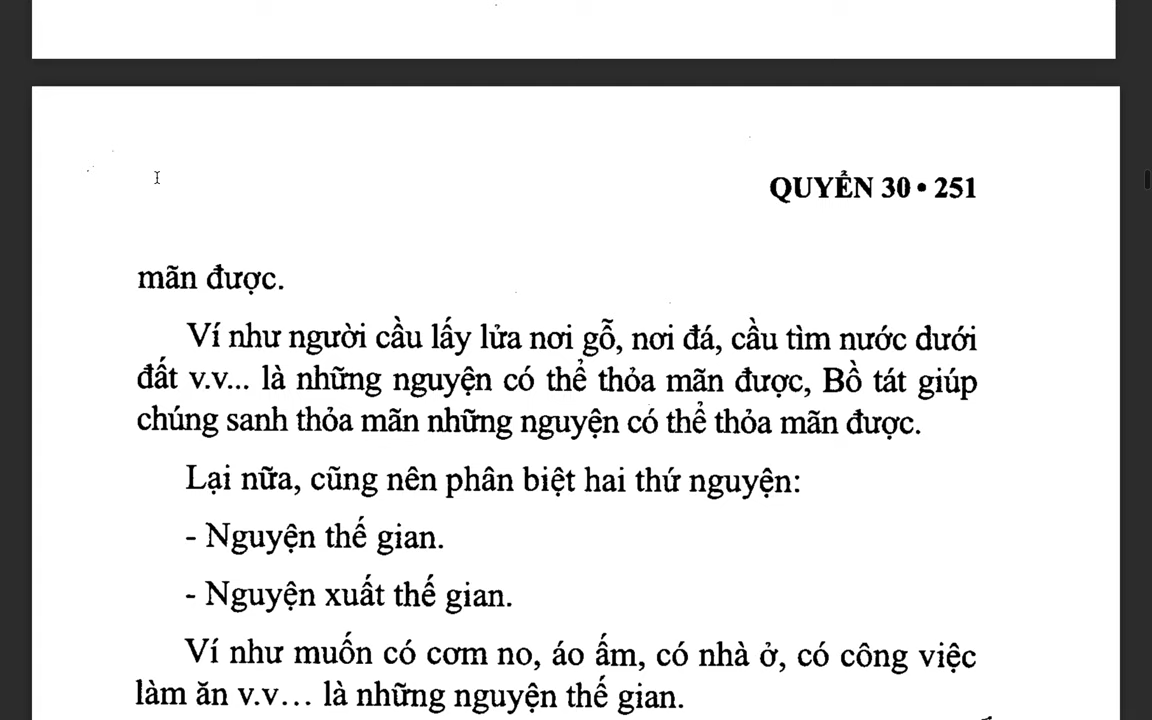 QUYỂN 30 • 251
mãn được.
Ví như người cầu lấy lửa nơi gỗ, nơi đá, cầu tìm nước dưới
đất v.v... là những nguyện có thể thỏa mãn được, Bồ tát giúp
chúng sanh thỏa mãn những nguyện có thể thỏa mãn được.
Lại nữa, cũng nên phân biệt hai thứ nguyện:
- Nguyện thế gian.
- Nguyện xuất thế gian.
Ví như muốn có cơm no, áo ấm, có nhà ở, có công việc
làm ăn v.v... là những nguyện thế gian.